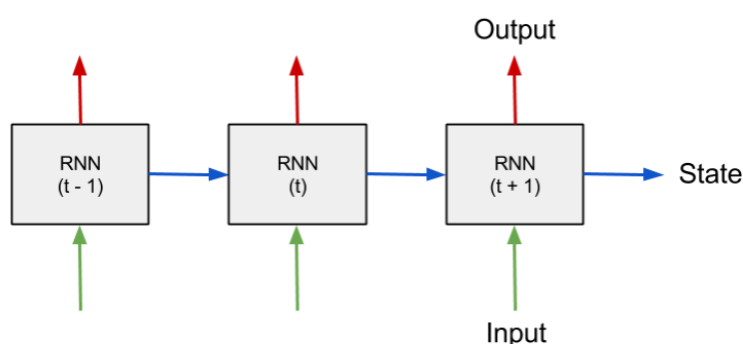 Output
RNN
(t - 1)
RNN
(t)
RNN
(t + 1)
State
Input